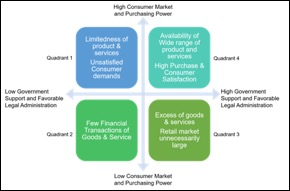 High Consumer Market
and Purchasing Power
Quadrant 1
Limitedness of
product &
services
Unsatisfied
Consumer
demands
Availability of
Wide range of
product and
services
High Purchase &
Consumer
Satisfaction
Quadrant 4
Low Government
Support and Favorable
Legal Administration
High Government
Support and Favorable
Legal Administration
Quadrant 2
Few Financial
Transactions of
Goods & Service
Excess of goods
& services
Retail market
unnecessarily
large
Quadrant 3
Low Consumer Market
and Purchasing Power